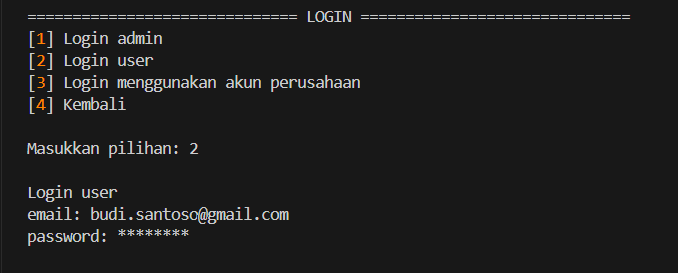 ============================== LOGIN ==============================
[1] Login admin
[2] Login user
[3] Login menggunakan akun perusahaan
[4] Kembali
Masukkan pilihan: 2
Login user
email: budi.santoso@gmail.com
password: ********